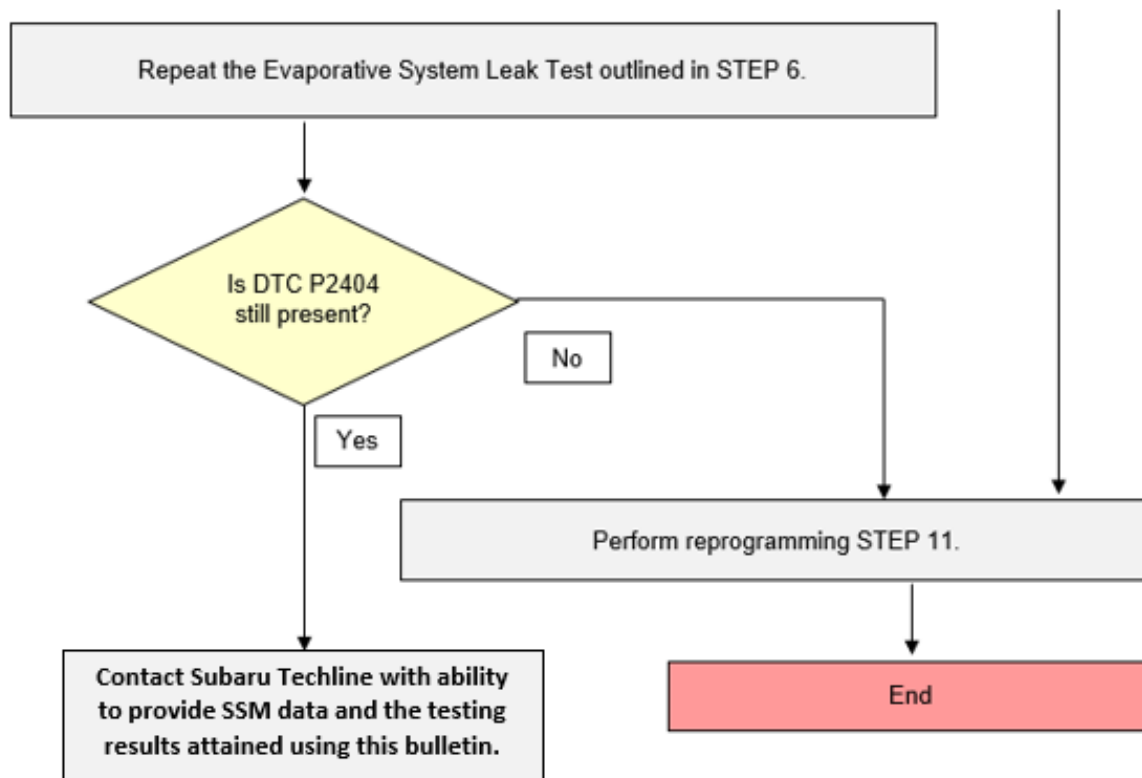 Repeat the Evaporative System Leak Test outlined in STEP 6.
Is DTC P2404
still present?
No
Yes
Perform reprogramming STEP 11.
Contact Subaru Techline with ability
to provide SSM data and the testing
results attained using this bulletin.
End